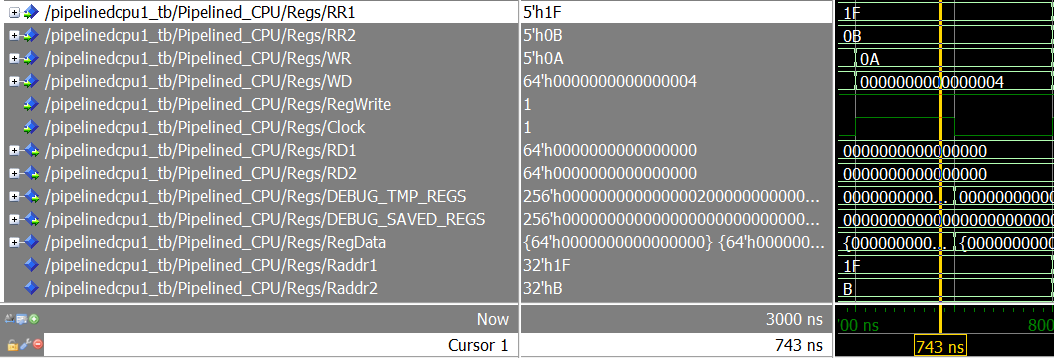 /pipelinedcpu1_tb/Pipelined_CPU/Regs/RR1 5'h1F 1F
/pipelinedcpu1_tb/Pipelined_CPU/Regs/RR2 5'h0B 0B
/pipelinedcpu1_tb/Pipelined_CPU/Regs/WR 5'h0A 0A
/pipelinedcpu1_tb/Pipelined_CPU/Regs/WD 64'h0000000000000004 0000000000000004
/pipelinedcpu1_tb/Pipelined_CPU/Regs/RegWrite 1
/pipelinedcpu1_tb/Pipelined_CPU/Regs/Clock 1
/pipelinedcpu1_tb/Pipelined_CPU/Regs/RD1 64'h0000000000000000 0000000000000000
/pipelinedcpu1_tb/Pipelined_CPU/Regs/RD2 64'h0000000000000000 0000000000000000
/pipelinedcpu1_tb/Pipelined_CPU/Regs/DEBUG_TMP_REGS 256'h00000000000000020000000000... 000000000... 000000000...
/pipelinedcpu1_tb/Pipelined_CPU/Regs/DEBUG_SAVED_REGS 256'h00000000000000000000000000... 0000000000000000000000
/pipelinedcpu1_tb/Pipelined_CPU/Regs/RegData {64'h0000000000000000} {64'h000000... {000000000... {000000000
/pipelinedcpu1_tb/Pipelined_CPU/Regs/Raddr1 32'h1F 1F
/pipelinedcpu1_tb/Pipelined_CPU/Regs/Raddr2 32'hB B
Now 3000 ns 00 ns 800
Cursor 1 743 ns 743 ns